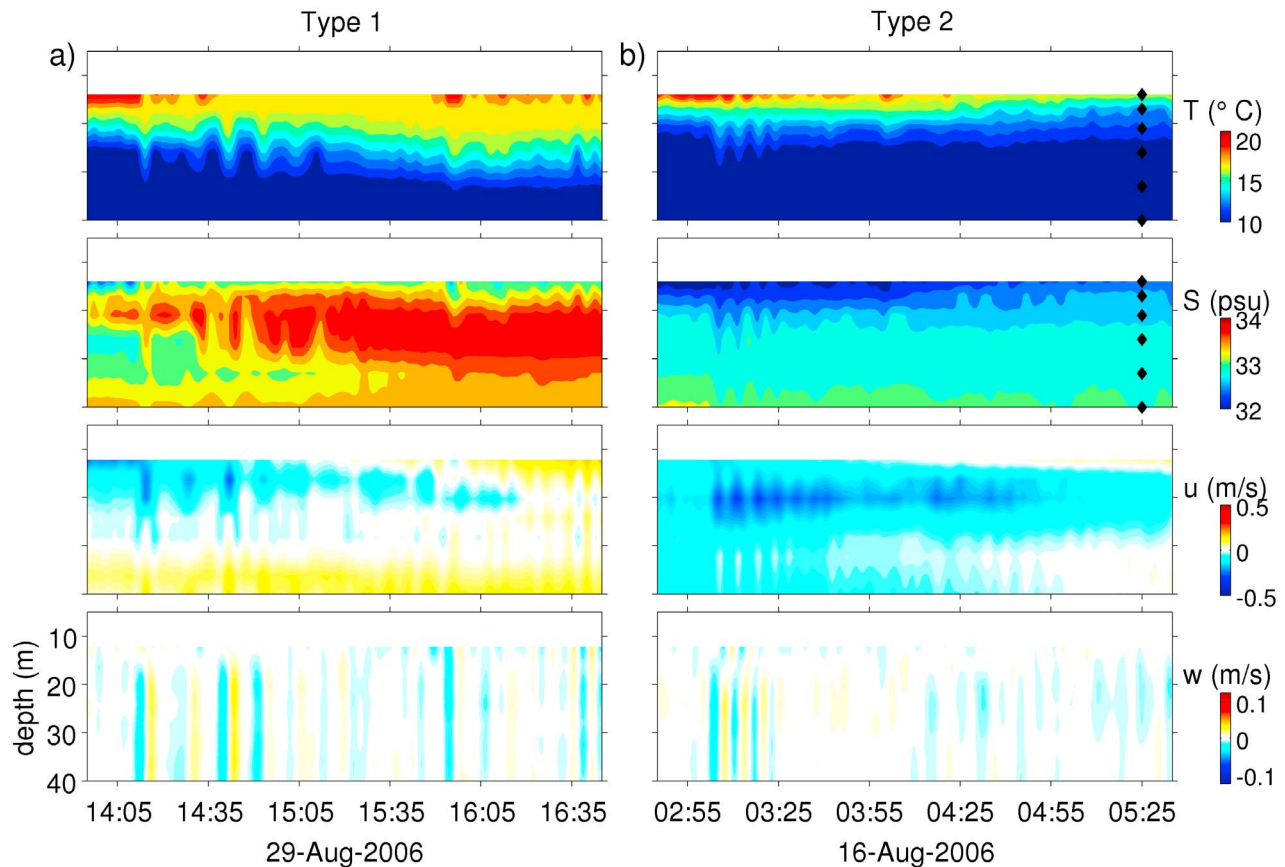 Type 1
Type 2
a)
b)
T (° C)
20
15
10
S (psu)
34
33
32
u (m/s)
0.5
0
-0.5
depth (m)
10
20
30
40
w (m/s)
0.1
0
-0.1
14:05 14:35 15:05 15:35 16:05 16:35
02:55 03:25 03:55 04:25 04:55 05:25
29-Aug-2006
16-Aug-2006